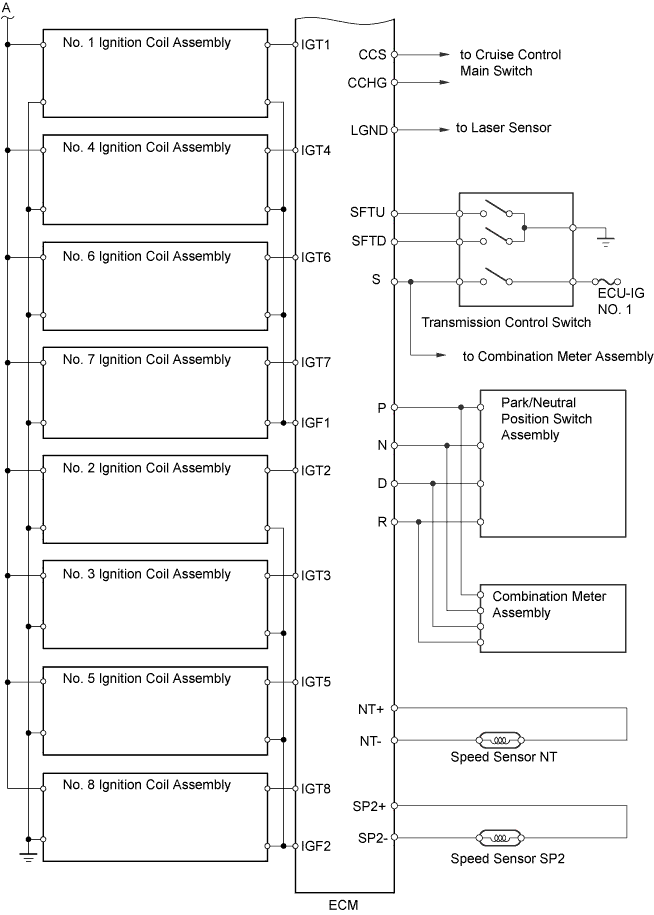 A
No. 1 Ignition Coil Assembly
IGT1
No. 4 Ignition Coil Assembly
IGT4
No. 6 Ignition Coil Assembly
IGT6
No. 7 Ignition Coil Assembly
IGT7
IGF1
No. 2 Ignition Coil Assembly
IGT2
No. 3 Ignition Coil Assembly
IGT3
No. 5 Ignition Coil Assembly
IGT5
No. 8 Ignition Coil Assembly
IGT8
IGF2
CCS
to Cruise Control
Main Switch
CCHG
LGND
to Laser Sensor
SFTU
SFTD
S
ECU-IG
NO. 1
Transmission Control Switch
to Combination Meter Assembly
P
N
D
R
Park/Neutral
Position Switch
Assembly
Combination Meter
Assembly
NT+
NT-
Speed Sensor NT
SP2+
SP2-
Speed Sensor SP2
ECM